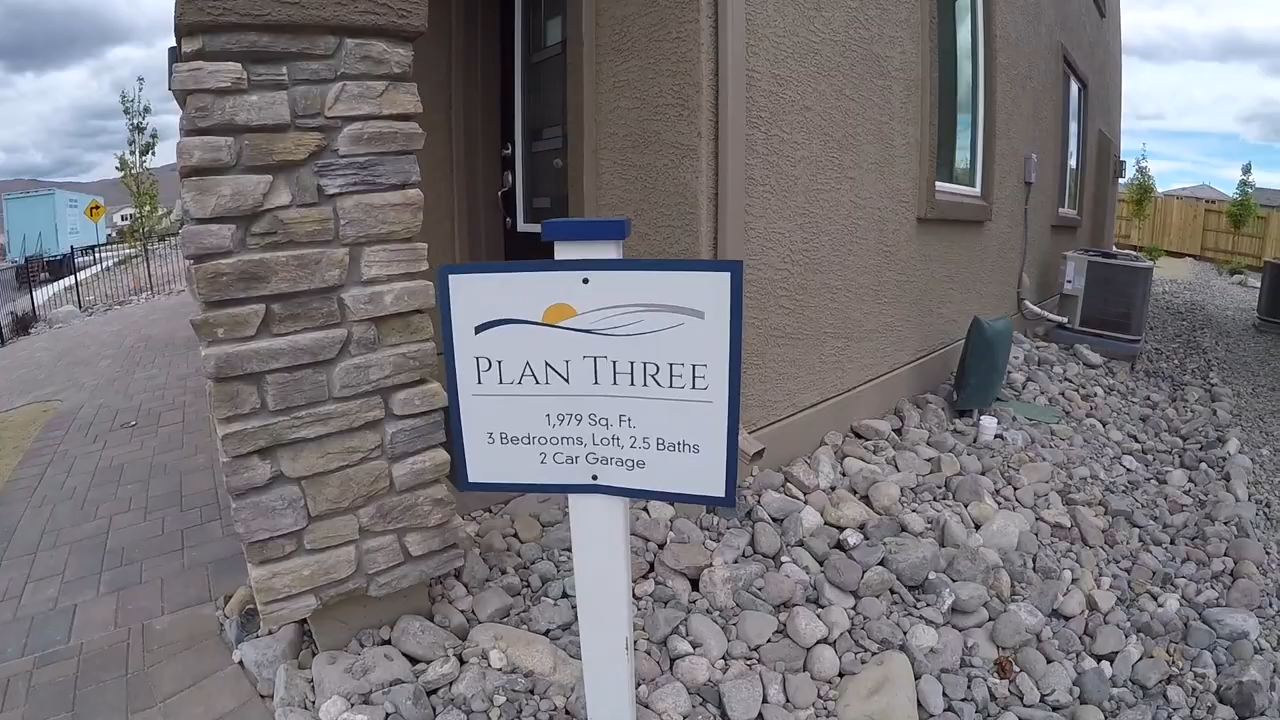 PLAN THREE
1,979 Sq. Ft.
3 Bedrooms, Loft, 2.5 Baths
2 Car Garage